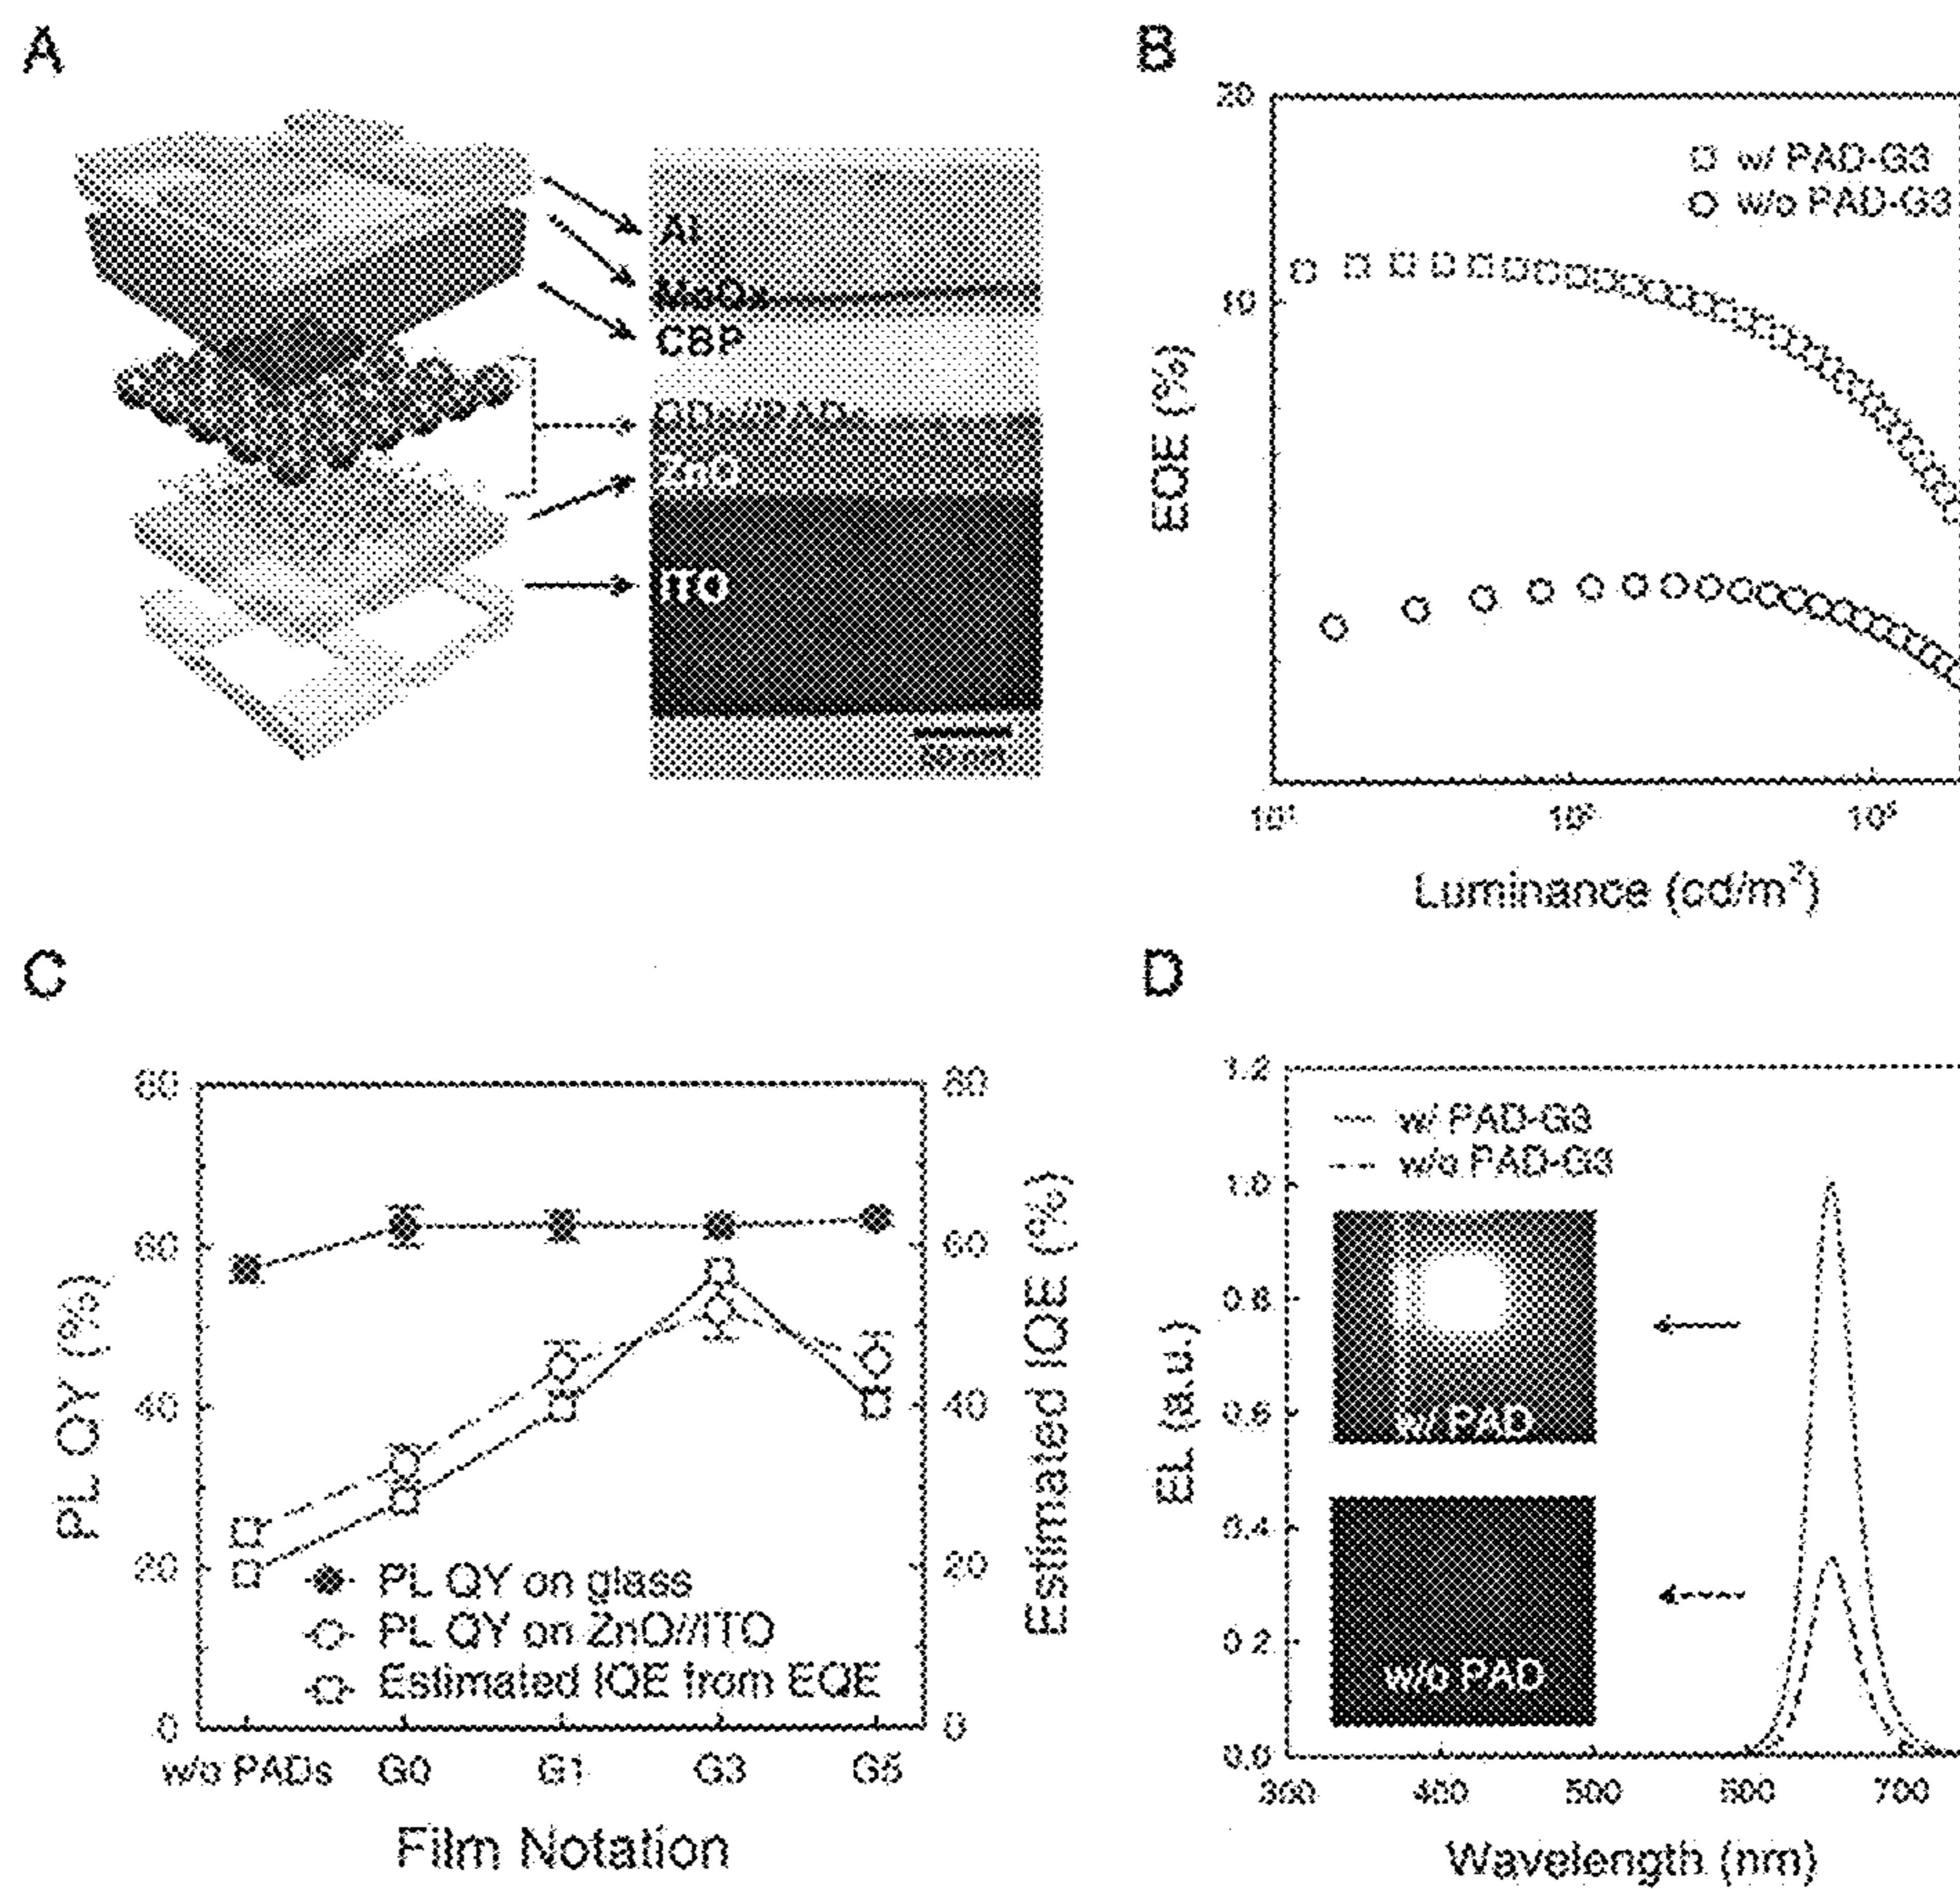 A
Al
MoOx
CBP
QDs//PADs
ZnO
ITO
B
20
10
EQE (%)
w/ PAD-G3
w/o PAD-G3
10¹
Luminance (cd/m²)
C
80
60
40
20
0
PL QY (%)
80
60
40
20
0
Estimated IQE (%)
PL QY on glass
PL QY on ZnO//ITO
Estimated IQE from EQE
w/o PADs G0 G1 G3 G5
Film Notation
D
1.2
1.0
0.8
0.6
0.4
0.2
0.0
EL (a.u.)
w/ PAD-G3
w/o PAD-G3
w/ PAD
w/o PAD
300 400 500 600 700
Wavelength (nm)